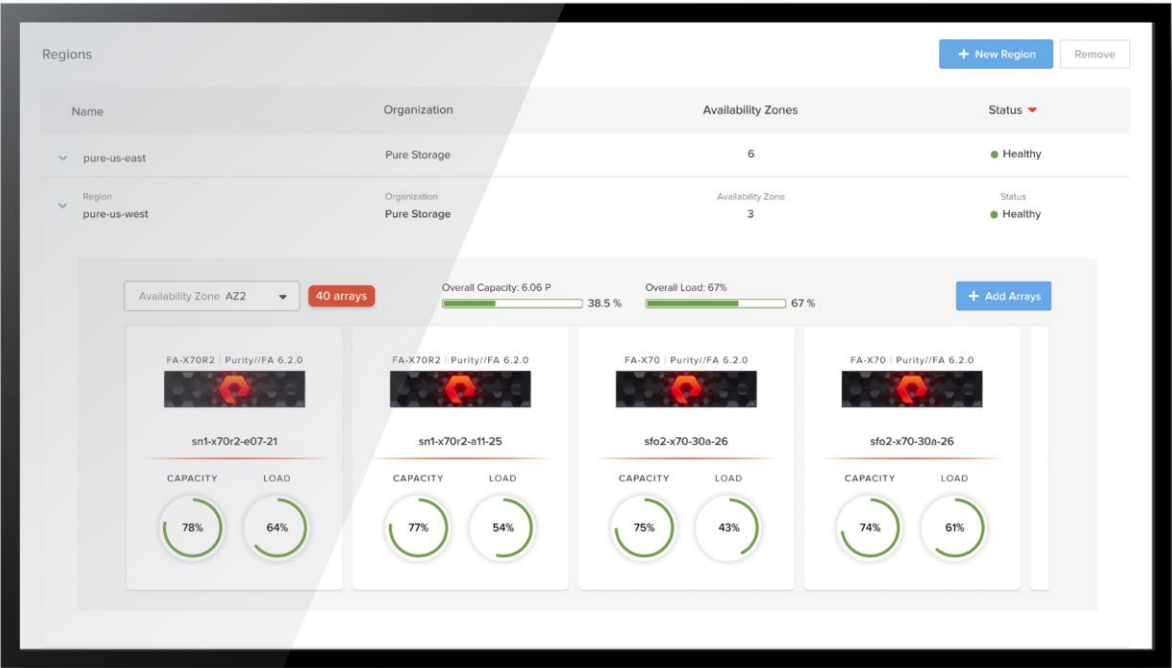 Regions
+ New Region
Remove
Name Organization Availability Zones Status
pure-us-east Pure Storage 6 Healthy
Region Organization Availability Zone Status
pure-us-west Pure Storage 3 Healthy
Availability Zone AZ2
40 arrays
Overall Capacity: 6.06 P
38.5 %
Overall Load: 67%
67 %
+ Add Arrays
FA-X70R2 | Purity//FA 6.2.0
sn1-x70r2-e07-21
CAPACITY LOAD
78% 64%
FA-X70R2 | Purity//FA 6.2.0
sn1-x70r2-a11-25
CAPACITY LOAD
77% 54%
FA-X70 | Purity//FA 6.2.0
sfo2-x70-30a-26
CAPACITY LOAD
75% 43%
FA-X70 | Purity//FA 6.2.0
sfo2-x70-30a-26
CAPACITY LOAD
74% 61%